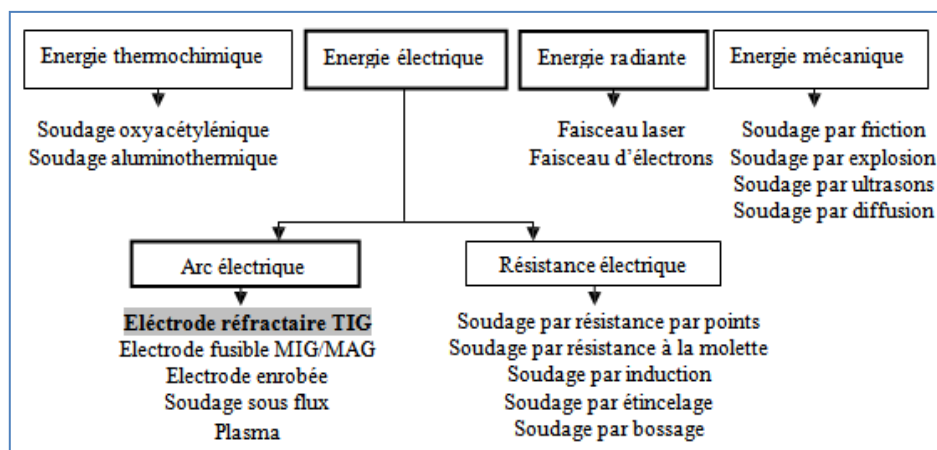 Energie thermochimique
Energie électrique
Energie radiante
Energie mécanique
Soudage oxyacétylénique
Soudage aluminothermique
Faisceau laser
Faisceau d'électrons
Soudage par friction
Soudage par explosion
Soudage par ultrasons
Soudage par diffusion
Arc électrique
Résistance électrique
Eléctrode réfractaire TIG
Electrode fusible MIG/MAG
Electrode enrobée
Soudage sous flux
Plasma
Soudage par résistance par points
Soudage par résistance à la molette
Soudage par induction
Soudage par étincelage
Soudage par bossage